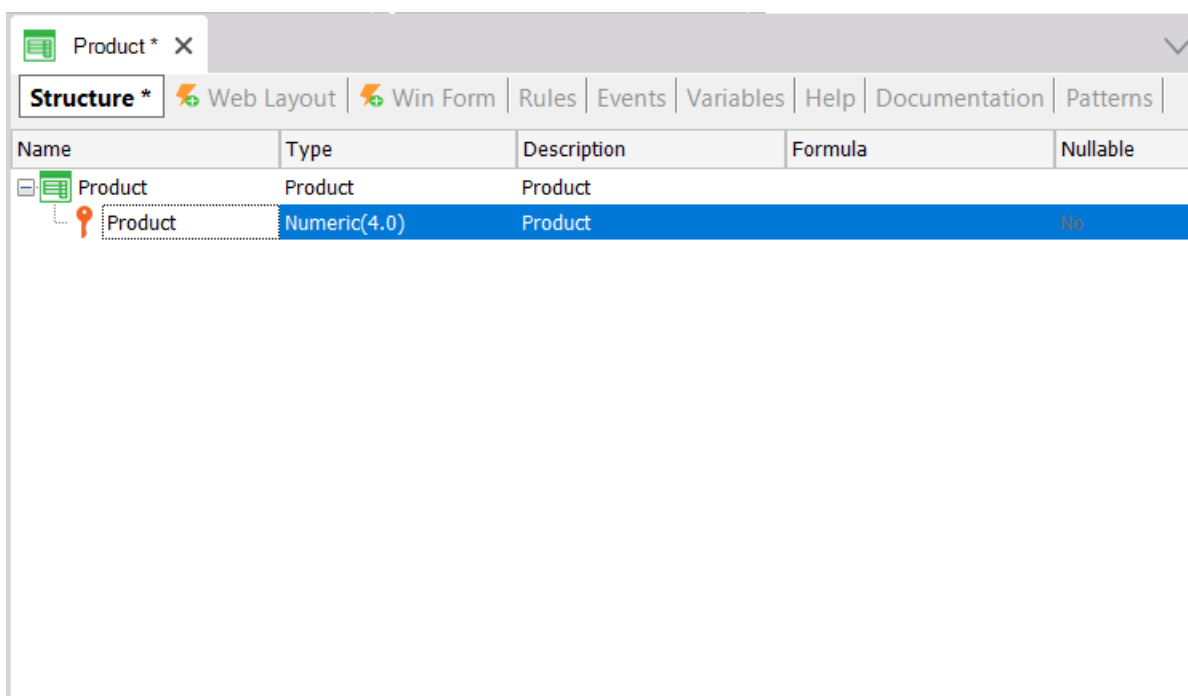 Product *
Structure * Web Layout Win Form Rules Events Variables Help Documentation Patterns
Name Type Description Formula Nullable
Product Product Product
Product Numeric(4.0) Product No